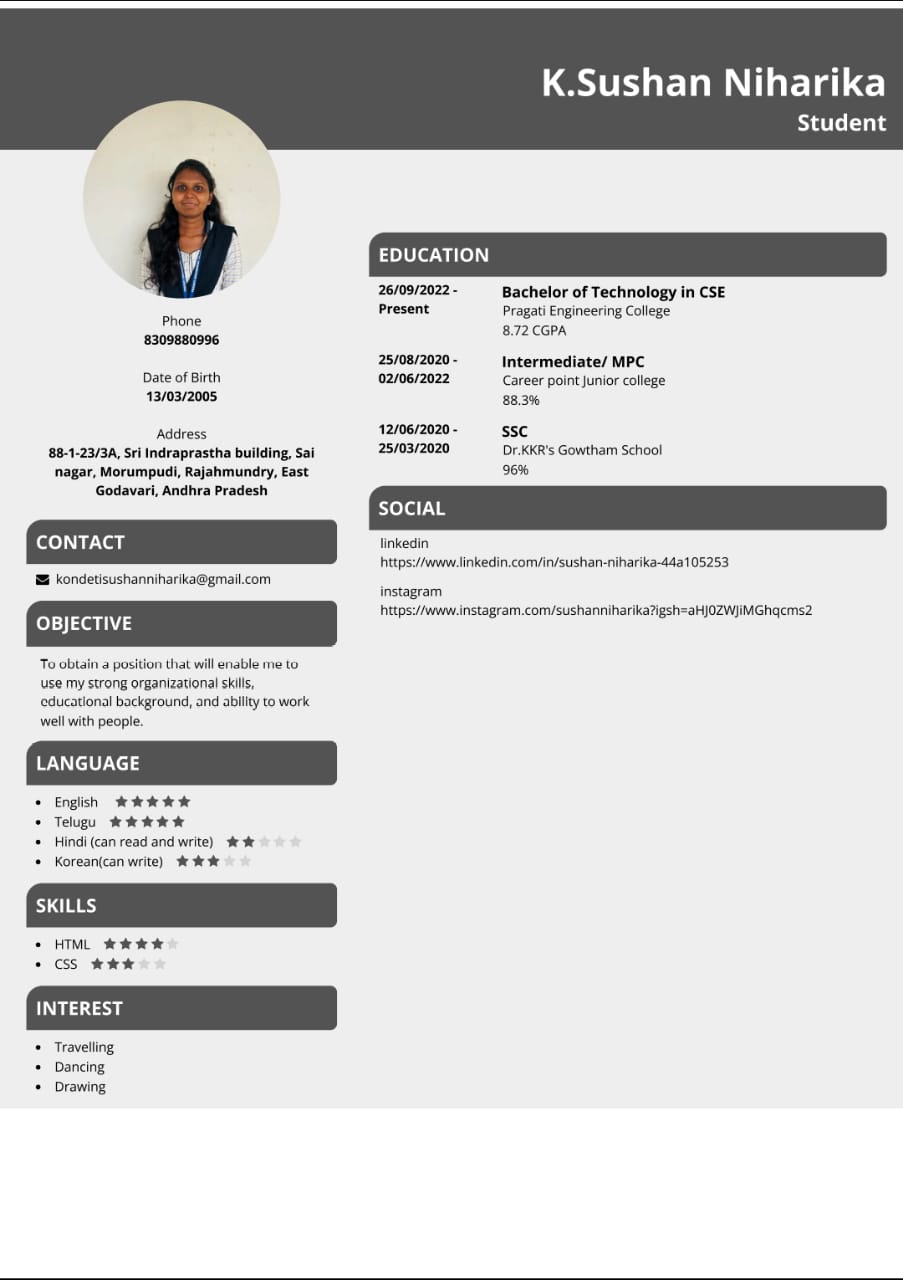 K.Sushan Niharika
Student
Phone
8309880996
Date of Birth
13/03/2005
Address
88-1-23/3A, Sri Indraprastha building, Sai
nagar, Morumpudi, Rajahmundry, East
Godavari, Andhra Pradesh
CONTACT
kondetisushanniharika@gmail.com
OBJECTIVE
To obtain a position that will enable me to
use my strong organizational skills,
educational background, and ability to work
well with people.
LANGUAGE
• English
• Telugu
• Hindi (can read and write)
• Korean(can write)
SKILLS
• HTML
• CSS
INTEREST
• Travelling
• Dancing
• Drawing
EDUCATION
26/09/2022 - Bachelor of Technology in CSE
Present Pragati Engineering College
8.72 CGPA
25/08/2020 - Intermediate/ MPC
02/06/2022 Career point Junior college
88.3%
12/06/2020 - SSC
25/03/2020 Dr.KKR's Gowtham School
96%
SOCIAL
linkedin
https://www.linkedin.com/in/sushan-niharika-44a105253
instagram
https://www.instagram.com/sushanniharika?igsh=aHJ0ZWJiMGhqcms2